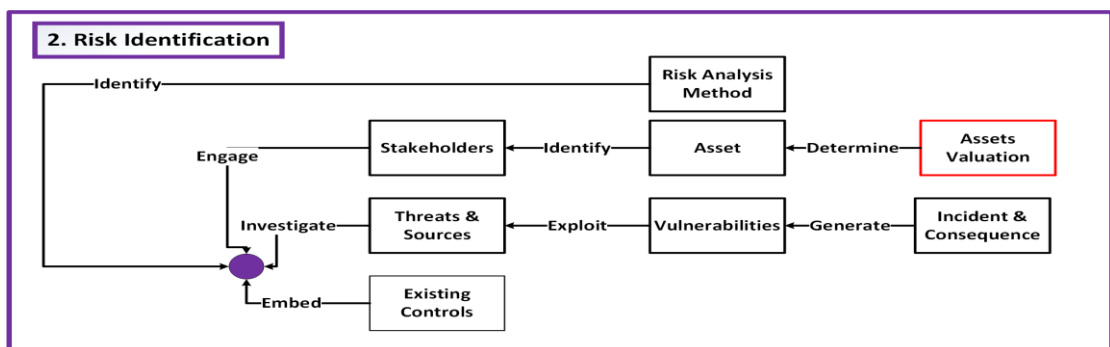 2. Risk Identification
Identify
Risk Analysis
Method
Engage
Stakeholders
Identify
Asset
Determine
Assets
Valuation
Investigate
Threats &
Sources
Exploit
Vulnerabilities
Generate
Incident &
Consequence
Embed
Existing
Controls